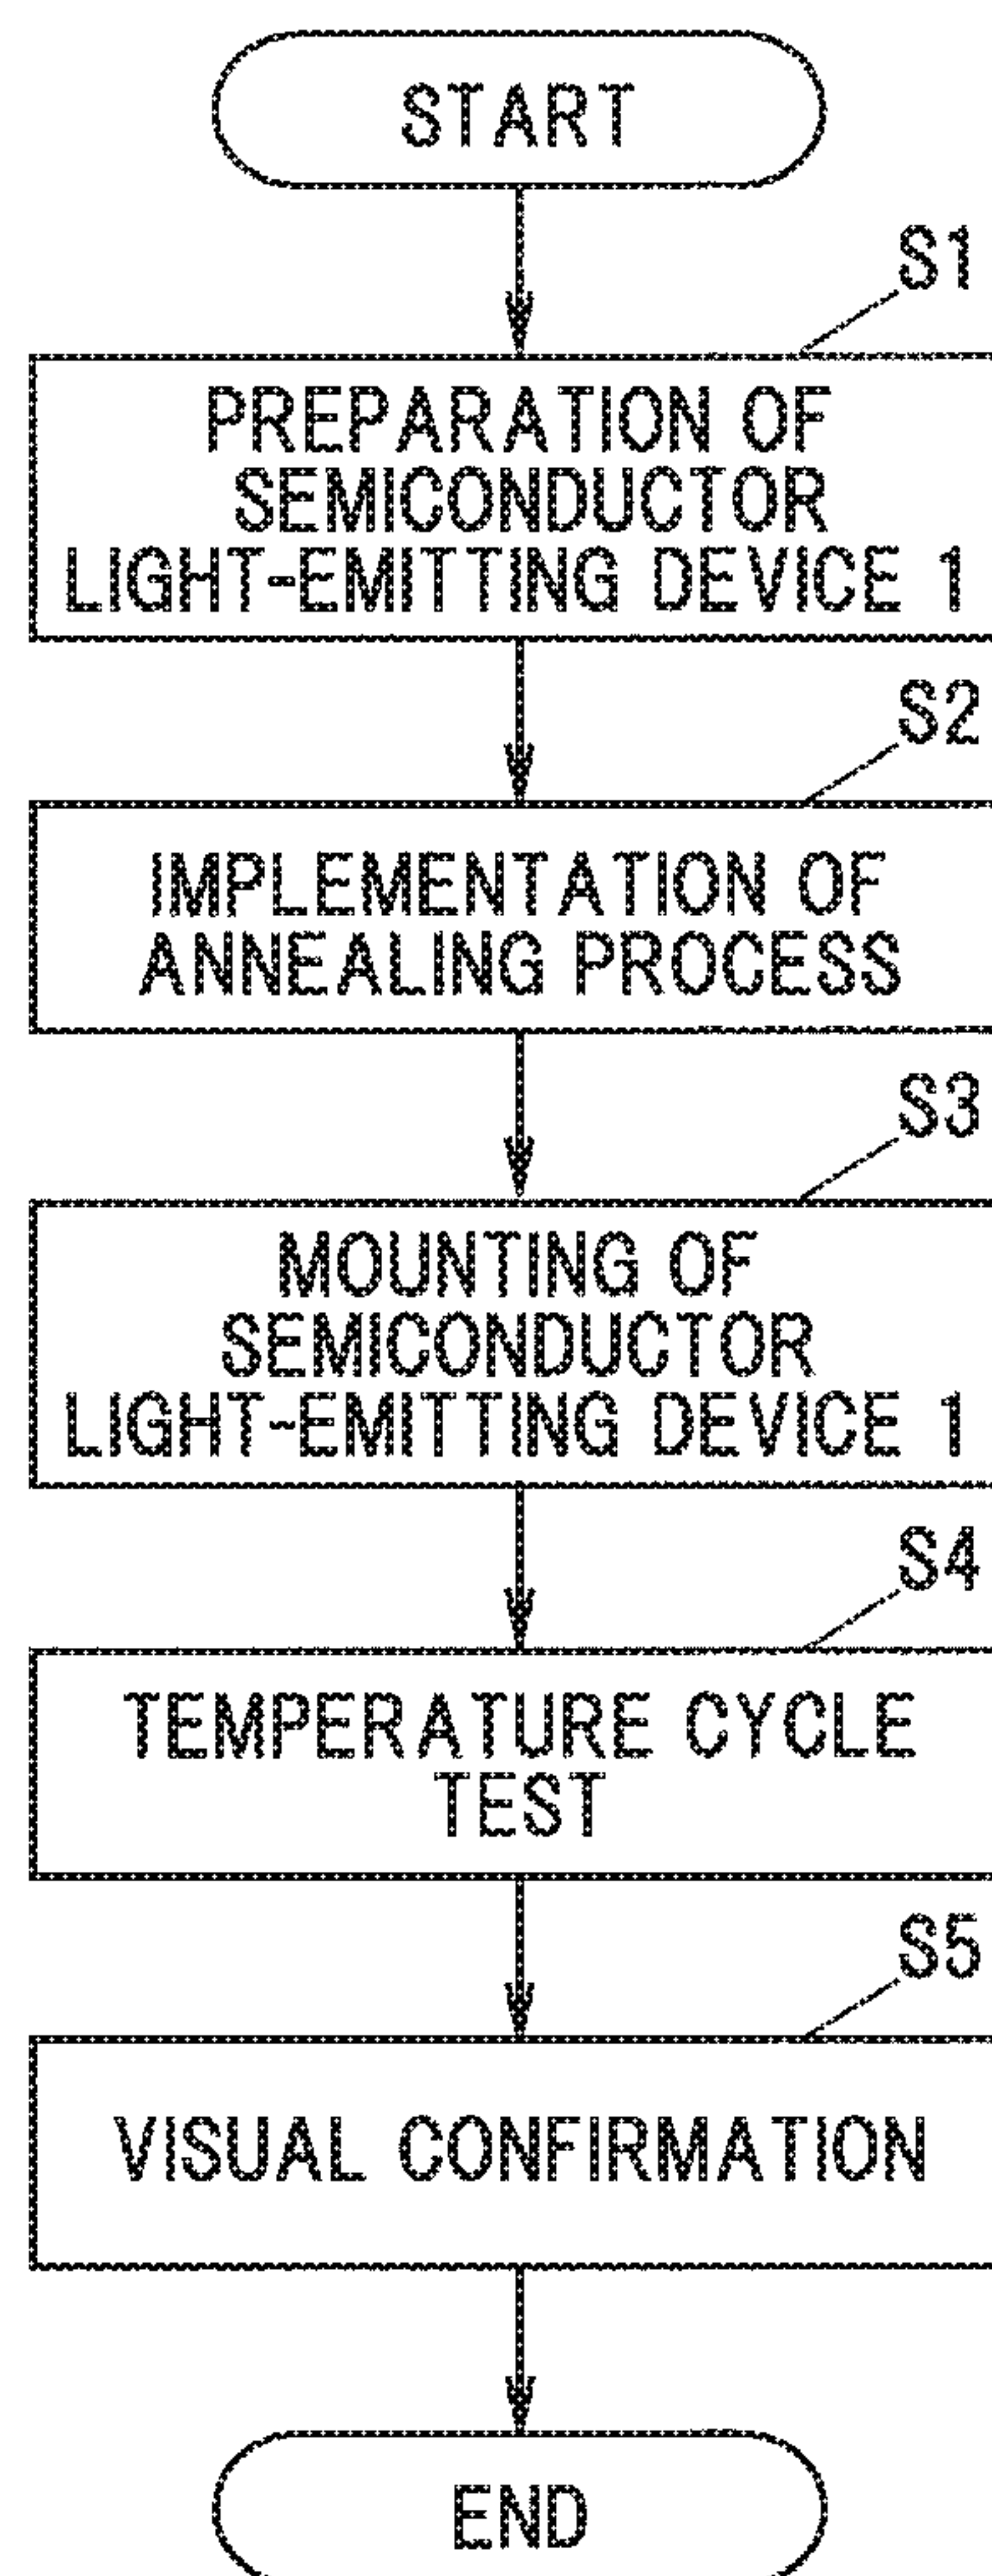 START
S1
PREPARATION OF
SEMICONDUCTOR
LIGHT-EMITTING DEVICE 1
S2
IMPLEMENTATION OF
ANNEALING PROCESS
S3
MOUNTING OF
SEMICONDUCTOR
LIGHT-EMITTING DEVICE 1
S4
TEMPERATURE CYCLE
TEST
S5
VISUAL CONFIRMATION
END